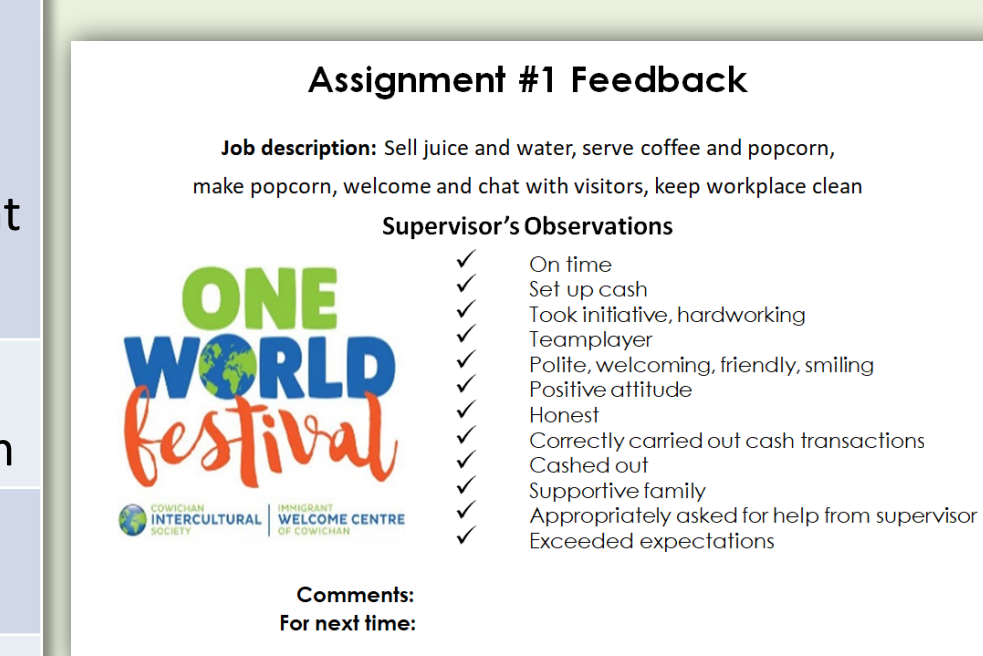 t
n
Assignment #1 Feedback
Job description: Sell juice and water, serve coffee and popcorn,
make popcorn, welcome and chat with visitors, keep workplace clean
Supervisor's Observations
✓ On time
✓ Set up cash
✓ Took initiative, hardworking
✓ Teamplayer
✓ Polite, welcoming, friendly, smiling
✓ Positive attitude
✓ Honest
✓ Correctly carried out cash transactions
✓ Cashed out
✓ Supportive family
✓ Appropriately asked for help from supervisor
✓ Exceeded expectations
ONE
WORLD
festival
COWICHAN
INTERCULTURAL
SOCIETY
IMMIGRANT
WELCOME CENTRE
OF COWICHAN
Comments:
For next time: